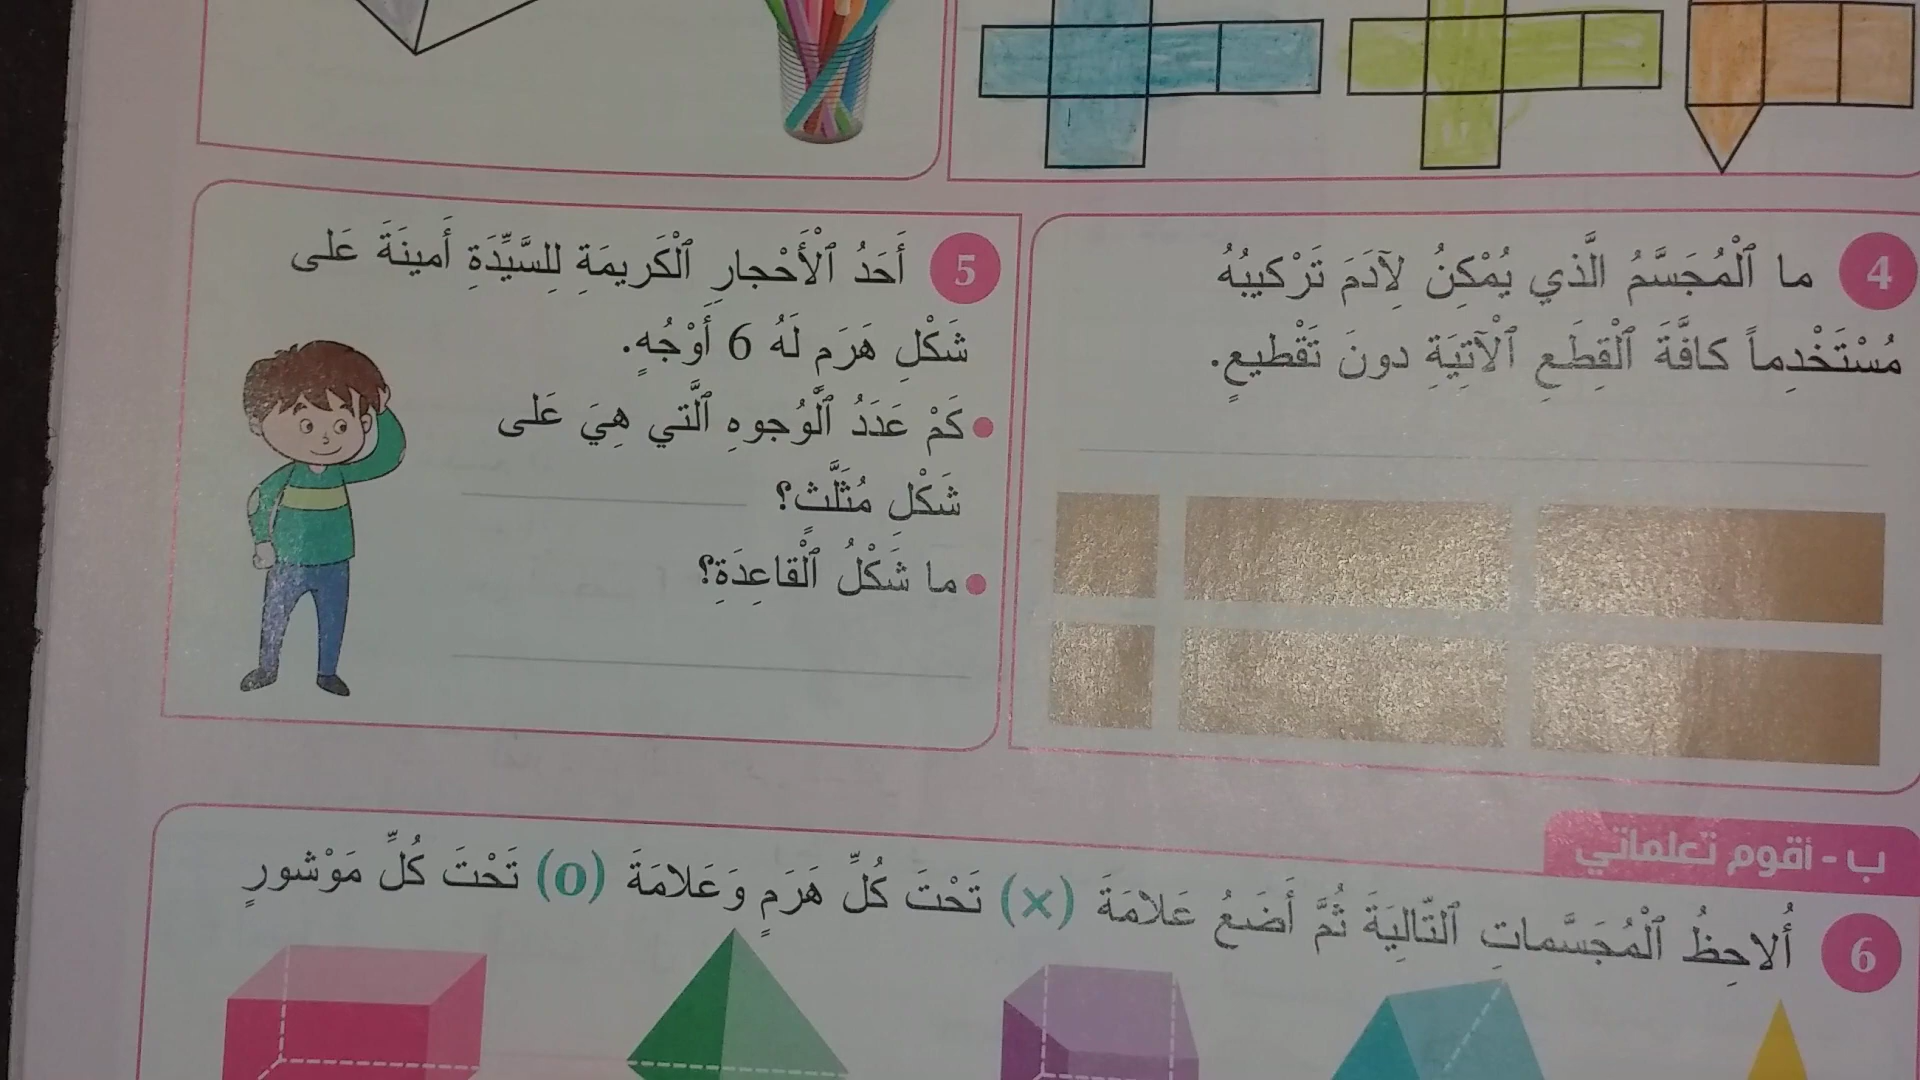 4 ما ٱلْمُجَسَّمُ الَّذي يُمْكِنُ لِآدَمَ تَرْكيبُهُ
مُسْتَخْدِماً كافَّةَ ٱلْقِطَعِ ٱلْآتِيَةِ دونَ تَقْطيعٍ.
5 أَحَدُ ٱلْأَحْجارِ ٱلْكَريمَةِ لِلسَّيِّدَةِ أَمينَةَ عَلى
شَكْلِ هَرَمٍ لَهُ 6 أَوْجُهٍ.
• كَمْ عَدَدُ ٱلْوُجوهِ ٱلَّتي هِيَ عَلى
شَكْلِ مُثَلَّثٍ؟
• ما شَكْلُ ٱلْقاعِدَةِ؟
ب - أقوم تعلماتي
6 أُلاحِظُ ٱلْمُجَسَّماتِ ٱلتّالِيَةَ ثُمَّ أَضَعُ عَلامَةَ (×) تَحْتَ كُلِّ هَرَمٍ وَعَلامَةَ (o) تَحْتَ كُلِّ مَوْشورٍ